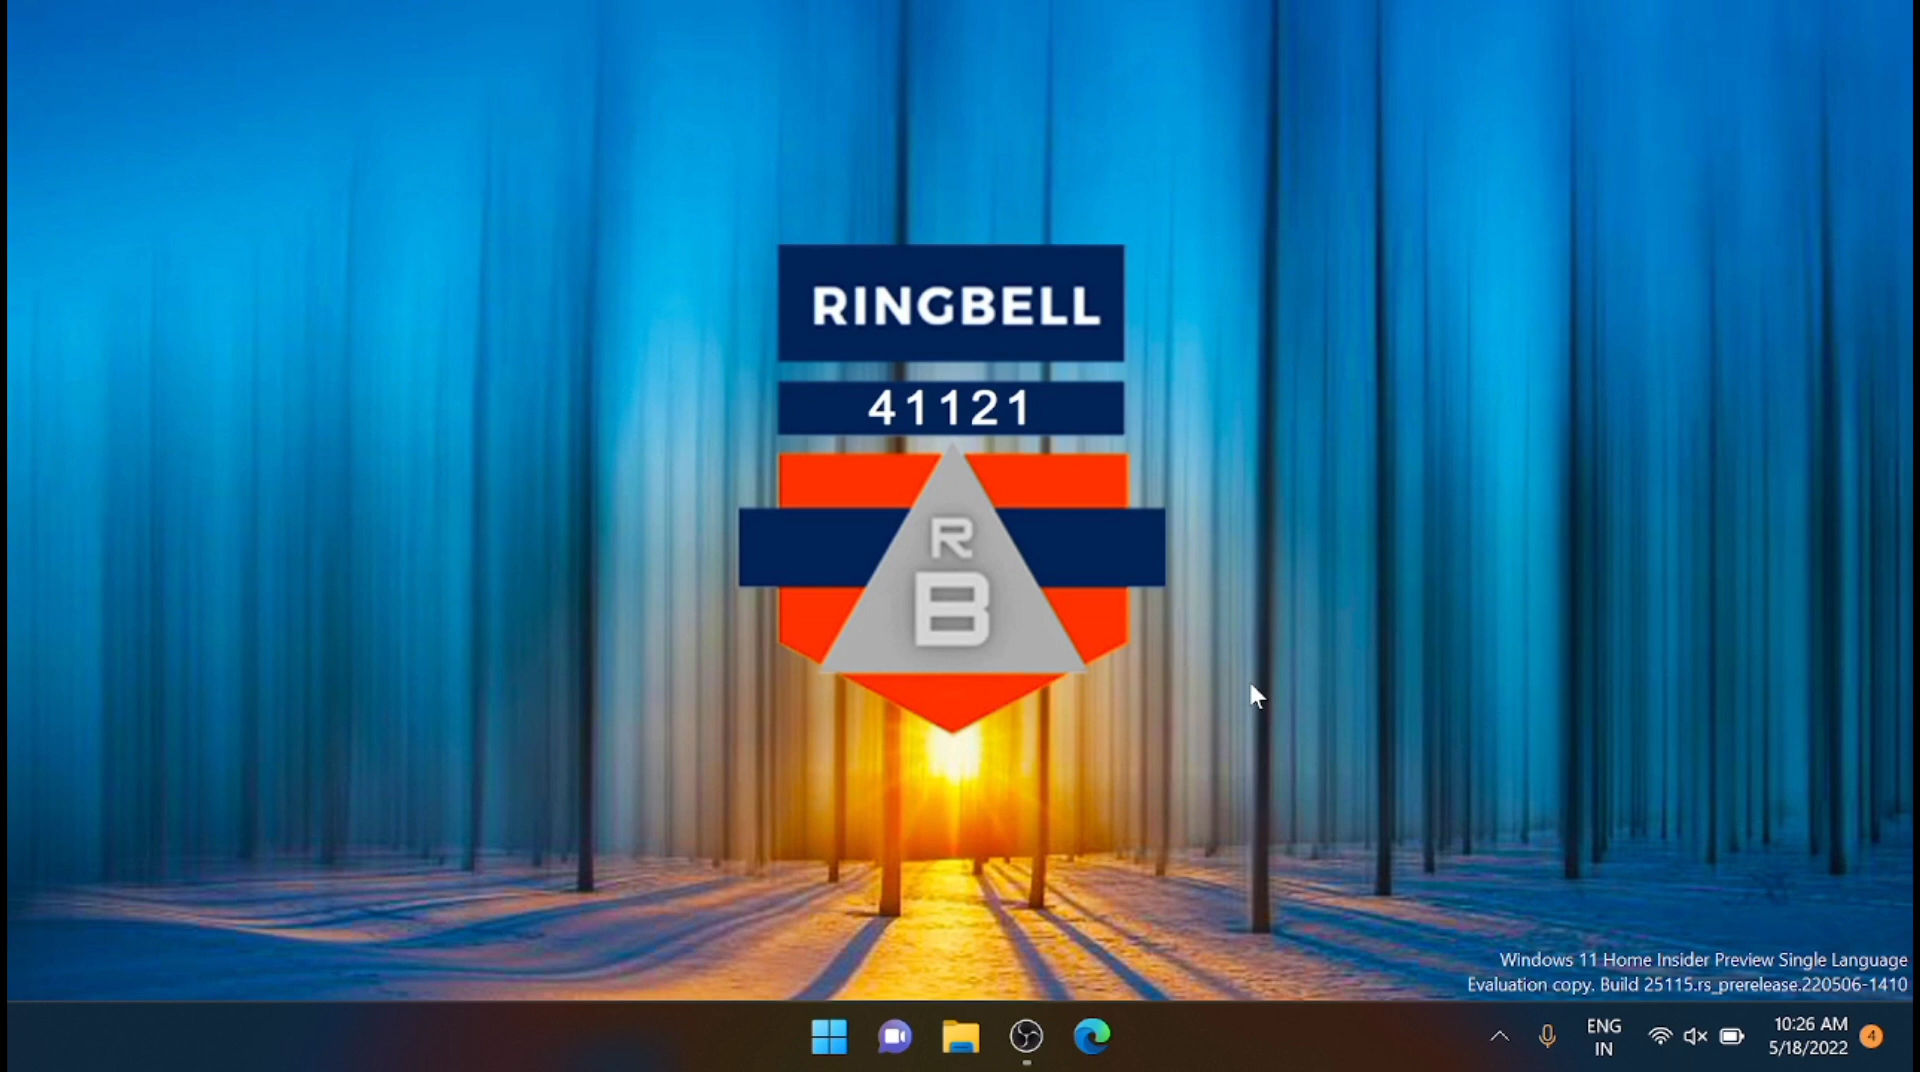 RINGBELL
41121
R
B
Windows 11 Home Insider Preview Single Language
Evaluation copy. Build 25115.rs_prerelease.220506-1410
ENG
IN
10:26 AM
5/18/2022
4